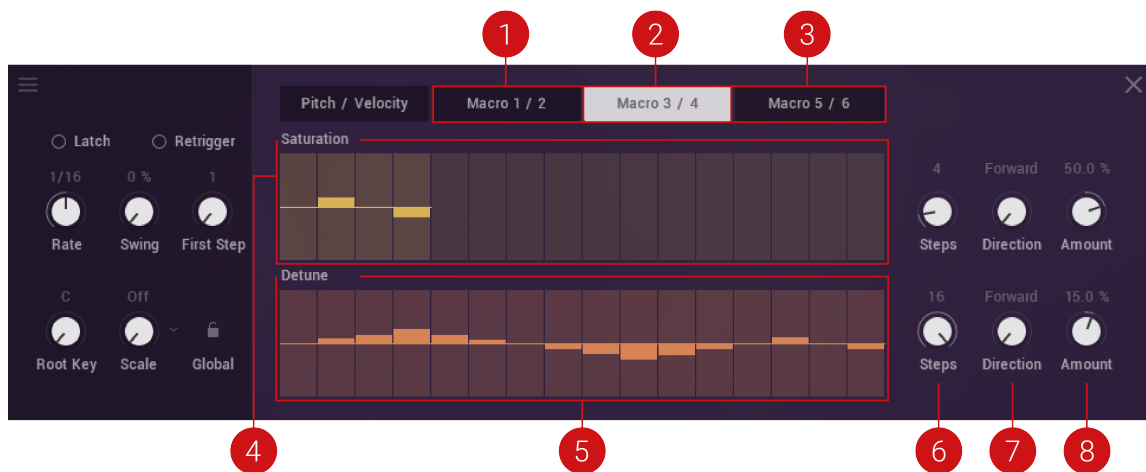 1 2 3
Pitch / Velocity Macro 1 / 2 Macro 3 / 4 Macro 5 / 6
Latch Retrigger
Saturation
1/16 0 % 1
4 Forward 50.0 %
Rate Swing First Step
Steps Direction Amount
Detune
C Off
16 Forward 15.0 %
Root Key Scale Global
Steps Direction Amount
4 5 6 7 8